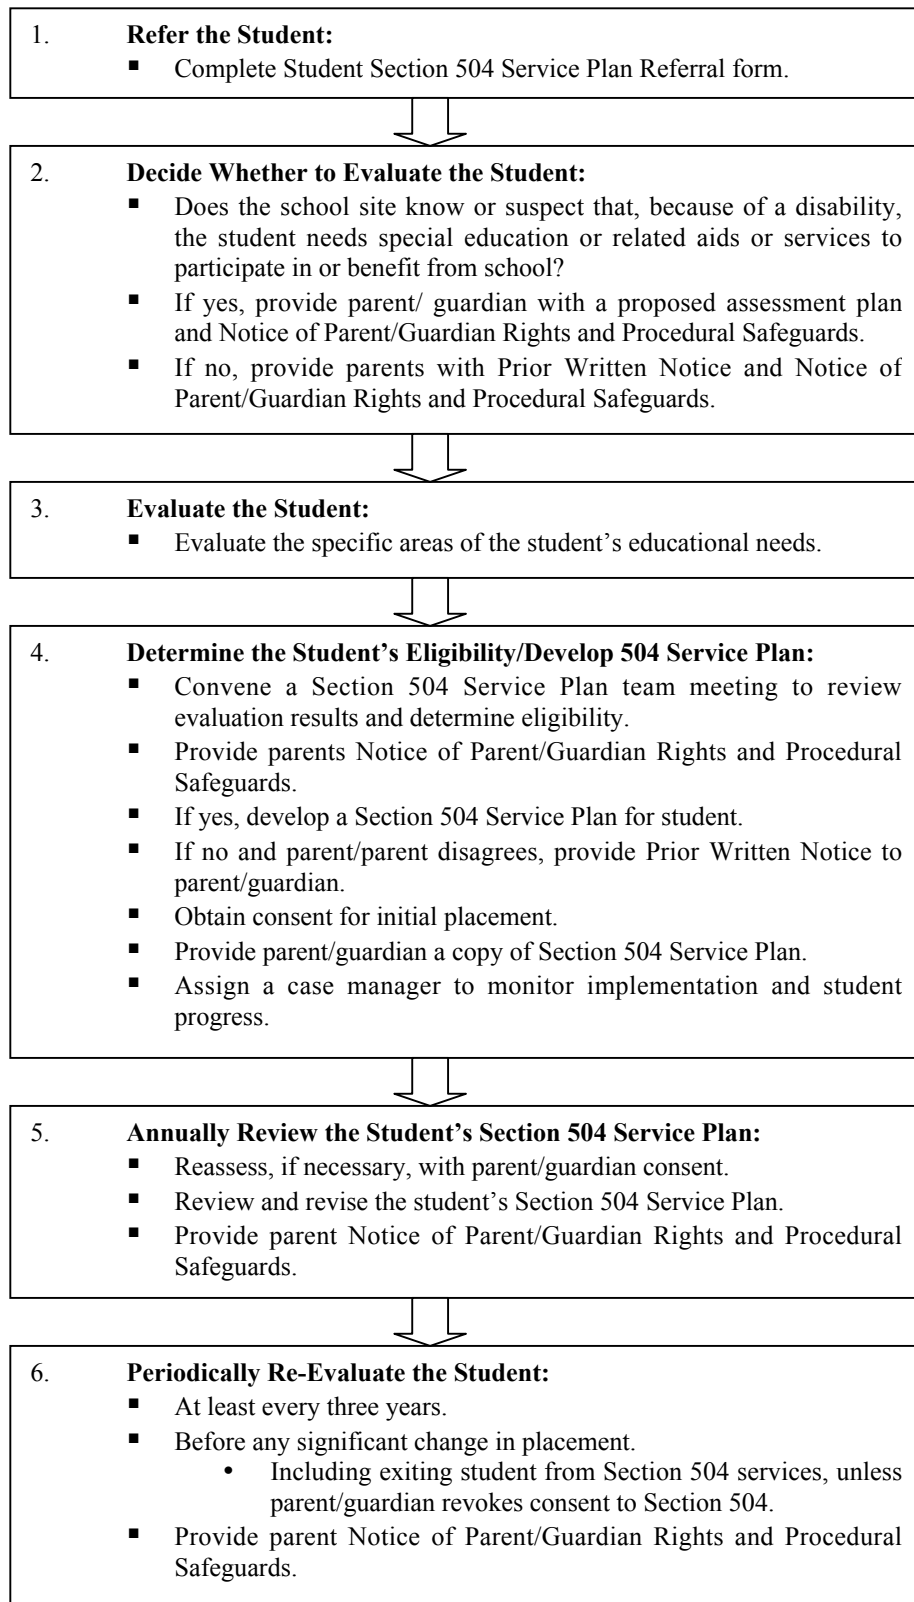 1. Refer the Student:
▪ Complete Student Section 504 Service Plan Referral form.
2. Decide Whether to Evaluate the Student:
▪ Does the school site know or suspect that, because of a disability,
the student needs special education or related aids or services to
participate in or benefit from school?
▪ If yes, provide parent/ guardian with a proposed assessment plan
and Notice of Parent/Guardian Rights and Procedural Safeguards.
▪ If no, provide parents with Prior Written Notice and Notice of
Parent/Guardian Rights and Procedural Safeguards.
3. Evaluate the Student:
▪ Evaluate the specific areas of the student’s educational needs.
4. Determine the Student’s Eligibility/Develop 504 Service Plan:
▪ Convene a Section 504 Service Plan team meeting to review
evaluation results and determine eligibility.
▪ Provide parents Notice of Parent/Guardian Rights and Procedural
Safeguards.
▪ If yes, develop a Section 504 Service Plan for student.
▪ If no and parent/parent disagrees, provide Prior Written Notice to
parent/guardian.
▪ Obtain consent for initial placement.
▪ Provide parent/guardian a copy of Section 504 Service Plan.
▪ Assign a case manager to monitor implementation and student
progress.
5. Annually Review the Student’s Section 504 Service Plan:
▪ Reassess, if necessary, with parent/guardian consent.
▪ Review and revise the student’s Section 504 Service Plan.
▪ Provide parent Notice of Parent/Guardian Rights and Procedural
Safeguards.
6. Periodically Re-Evaluate the Student:
▪ At least every three years.
▪ Before any significant change in placement.
• Including exiting student from Section 504 services, unless
parent/guardian revokes consent to Section 504.
▪ Provide parent Notice of Parent/Guardian Rights and Procedural
Safeguards.